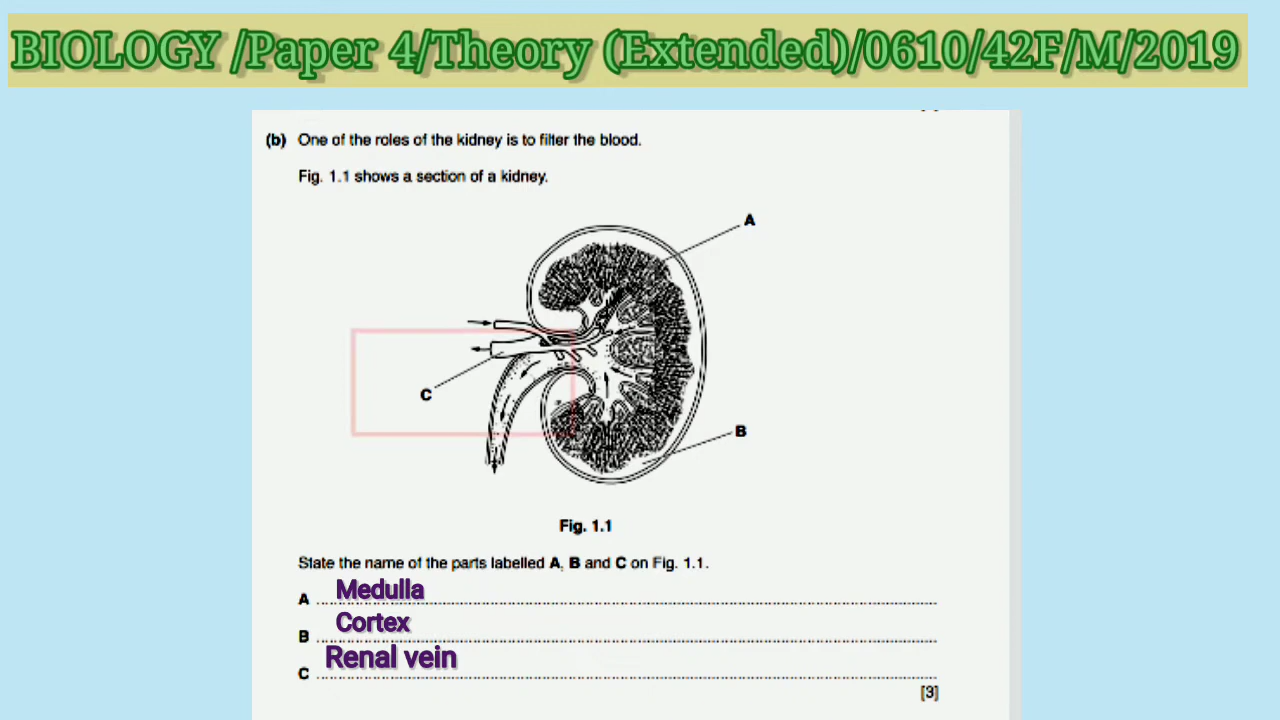 BIOLOGY /Paper 4/Theory (Extended)/0610/42F/M/2019
(b) One of the roles of the kidney is to filter the blood.
Fig. 1.1 shows a section of a kidney.
A
C
B
Fig. 1.1
State the name of the parts labelled A, B and C on Fig. 1.1.
A Medulla
B Cortex
C Renal vein
[3]